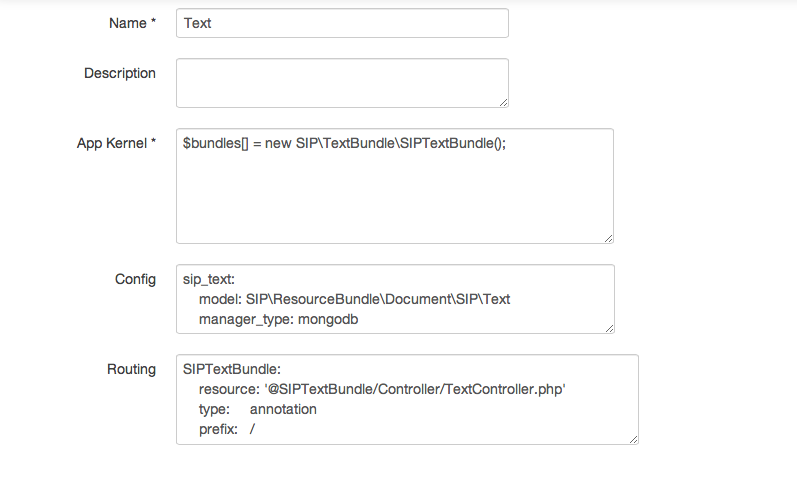 Name * Text
Description
App Kernel * $bundles[] = new SIP\TextBundle\SIPTextBundle();
Config sip_text:
model: SIP\ResourceBundle\Document\SIP\Text
manager_type: mongodb
Routing SIPTextBundle:
resource: '@SIPTextBundle/Controller/TextController.php'
type: annotation
prefix: /